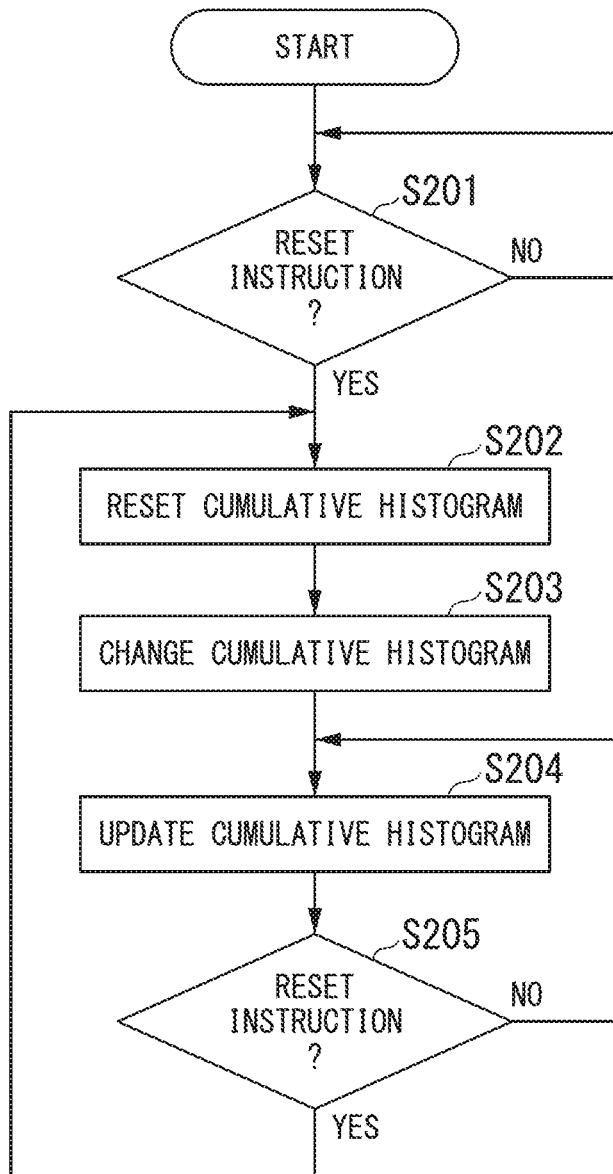 START
S201
RESET
INSTRUCTION
?
NO
YES
S202
RESET CUMULATIVE HISTOGRAM
S203
CHANGE CUMULATIVE HISTOGRAM
S204
UPDATE CUMULATIVE HISTOGRAM
S205
RESET
INSTRUCTION
?
NO
YES